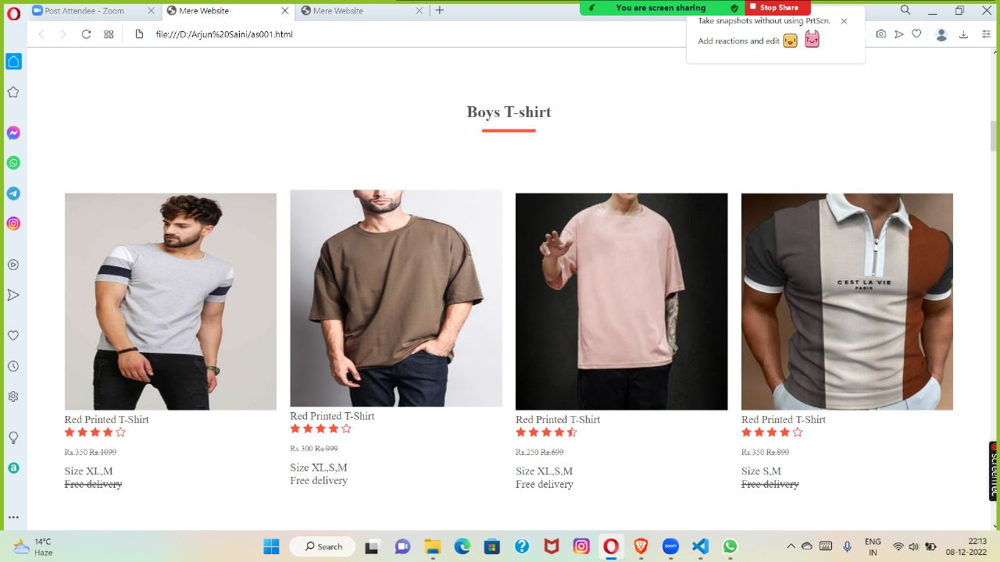 Post Attendee - Zoom
Mere Website
Mere Website
You are screen sharing
Stop Share
file:///D:/Arjun%20Saini/as001.html
Take snapshots without using PrtScn.
Add reactions and edit
Boys T-shirt
C'EST LA VIE
PARIS
Red Printed T-Shirt
Rs.350 Rs.1099
Size XL,M
Free delivery
Red Printed T-Shirt
Rs 300 Rs.999
Size XL,S,M
Free delivery
Red Printed T-Shirt
Rs.250 Rs.699
Size XL,S,M
Free delivery
Red Printed T-Shirt
Rs.350 Rs.899
Size S,M
Free delivery
14°C
Haze
Search
zoom
ENG
IN
22:13
08-12-2022